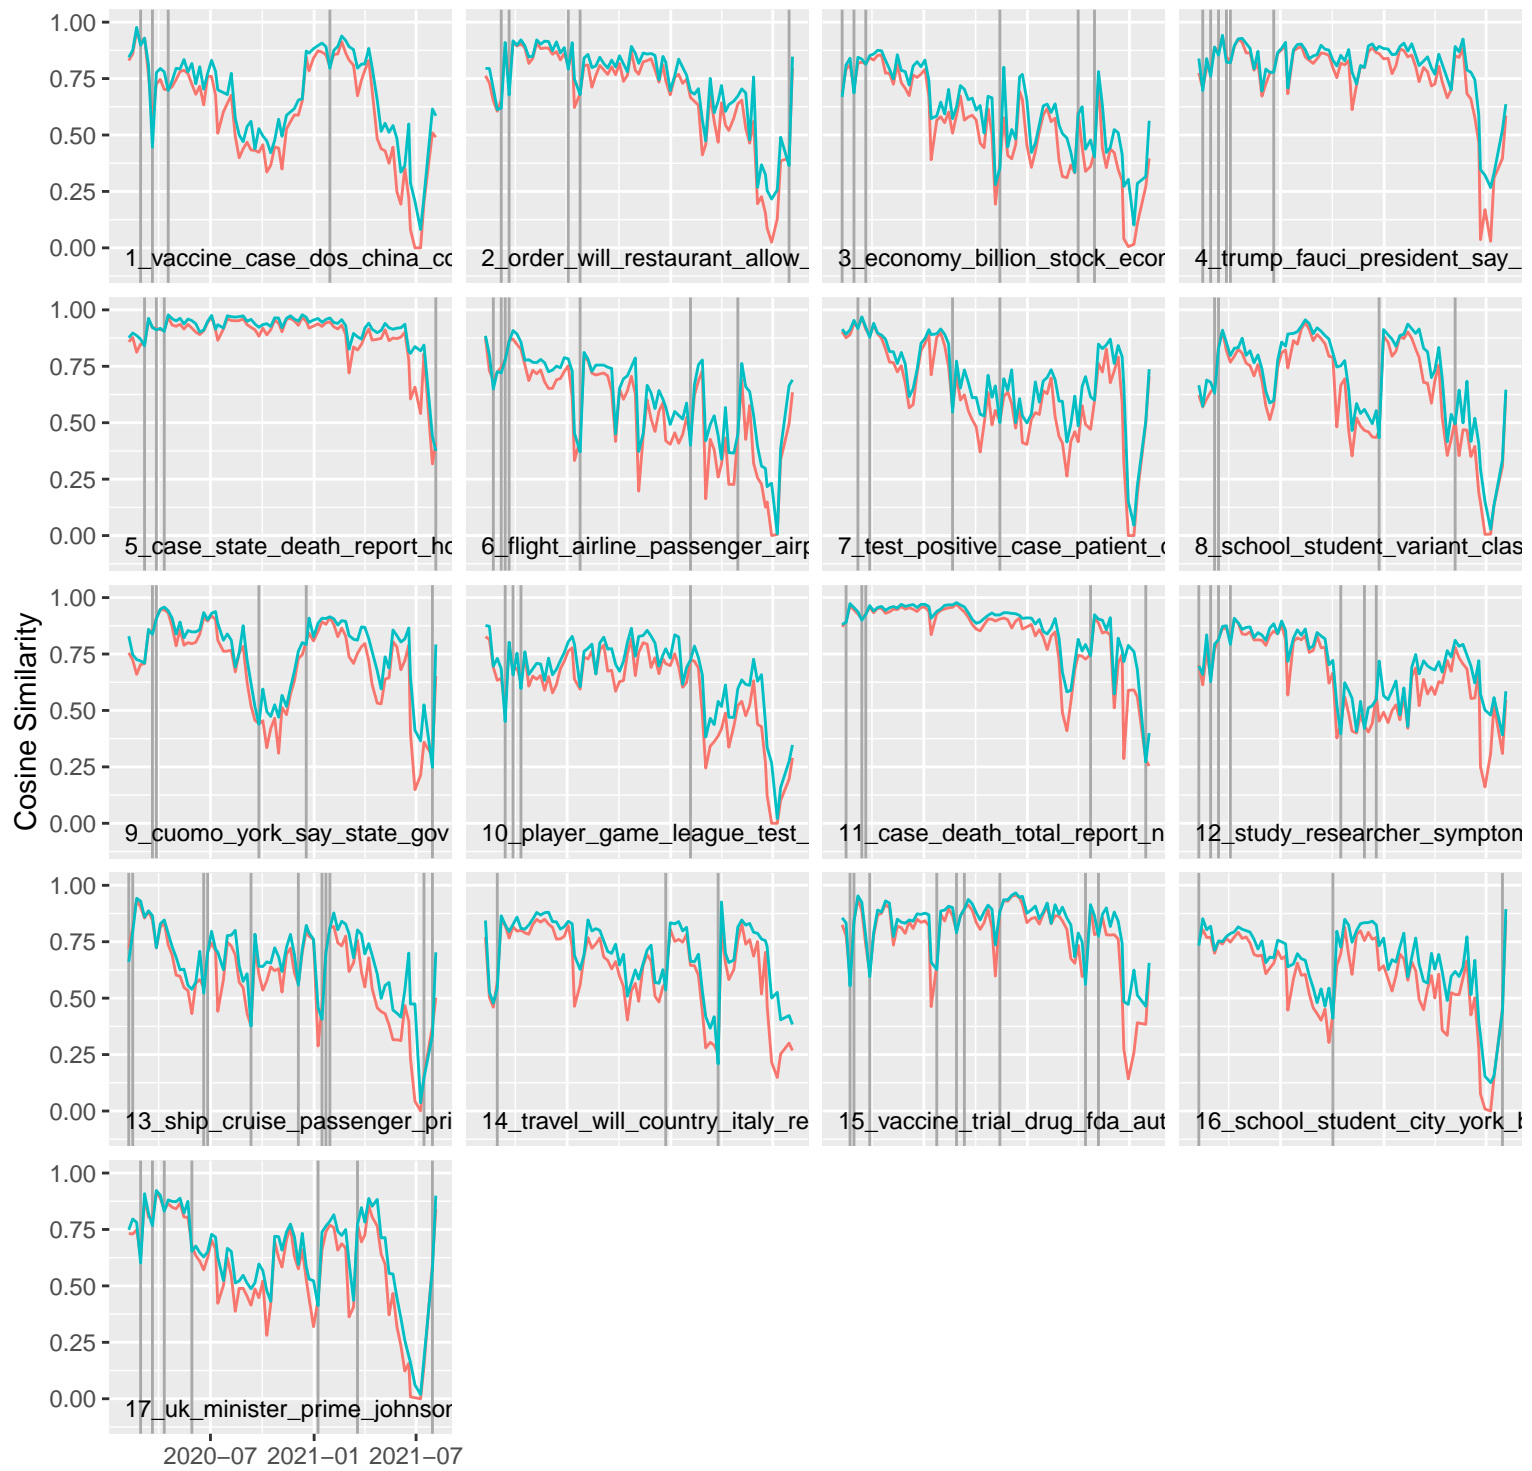 1.00
0.75
0.50
0.25
0.00
1_vaccine_case_dos_china_cc
2_order_will_restaurant_allow_
3_economy_billion_stock_ecor
4_trump_fauci_president_say_
1.00
0.75
0.50
0.25
0.00
5_case_state_death_report_hc
6_flight_airline_passenger_airp
7_test_positive_case_patient_c
8_school_student_variant_clas
Cosine Similarity
1.00
0.75
0.50
0.25
0.00
9_cuomo_york_say_state_gov
10_player_game_league_test_
11_case_death_total_report_n
12_study_researcher_symptom
1.00
0.75
0.50
0.25
0.00
13_ship_cruise_passenger_pri
14_travel_will_country_italy_re
15_vaccine_trial_drug_fda_aut
16_school_student_city_york_b
1.00
0.75
0.50
0.25
0.00
17_uk_minister_prime_johnson
2020−07 2021−01 2021−07